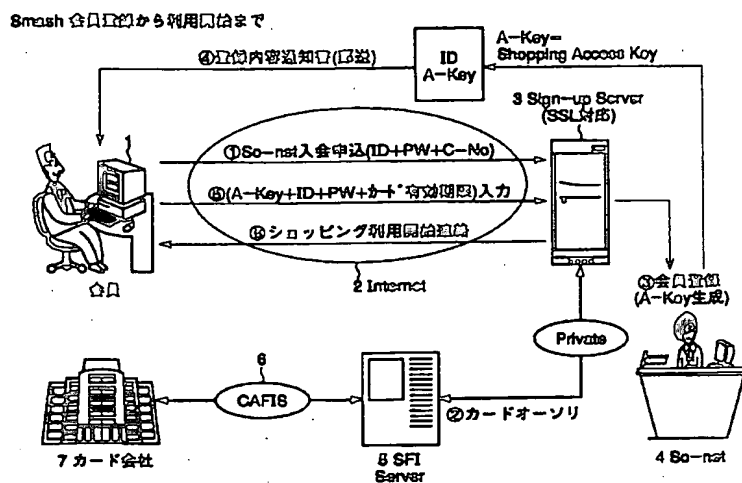 Smash 会員登録から利用開始まで
ID
A-Key
A-Key=
Shopping Access Key
④登録内容通知書(郵送)
3 Sign-up Server
(SSL対応)
1
①So-net入会申込(ID+PW+C-No)
⑤(A-Key+ID+PW+カード有効期限)入力
⑥ショッピング利用開始連絡
会員
2 Internet
③会員登録
(A-Key生成)
Private
6
CAFIS
②カードオーソリ
7 カード会社
5 SFI
Server
4 So-net